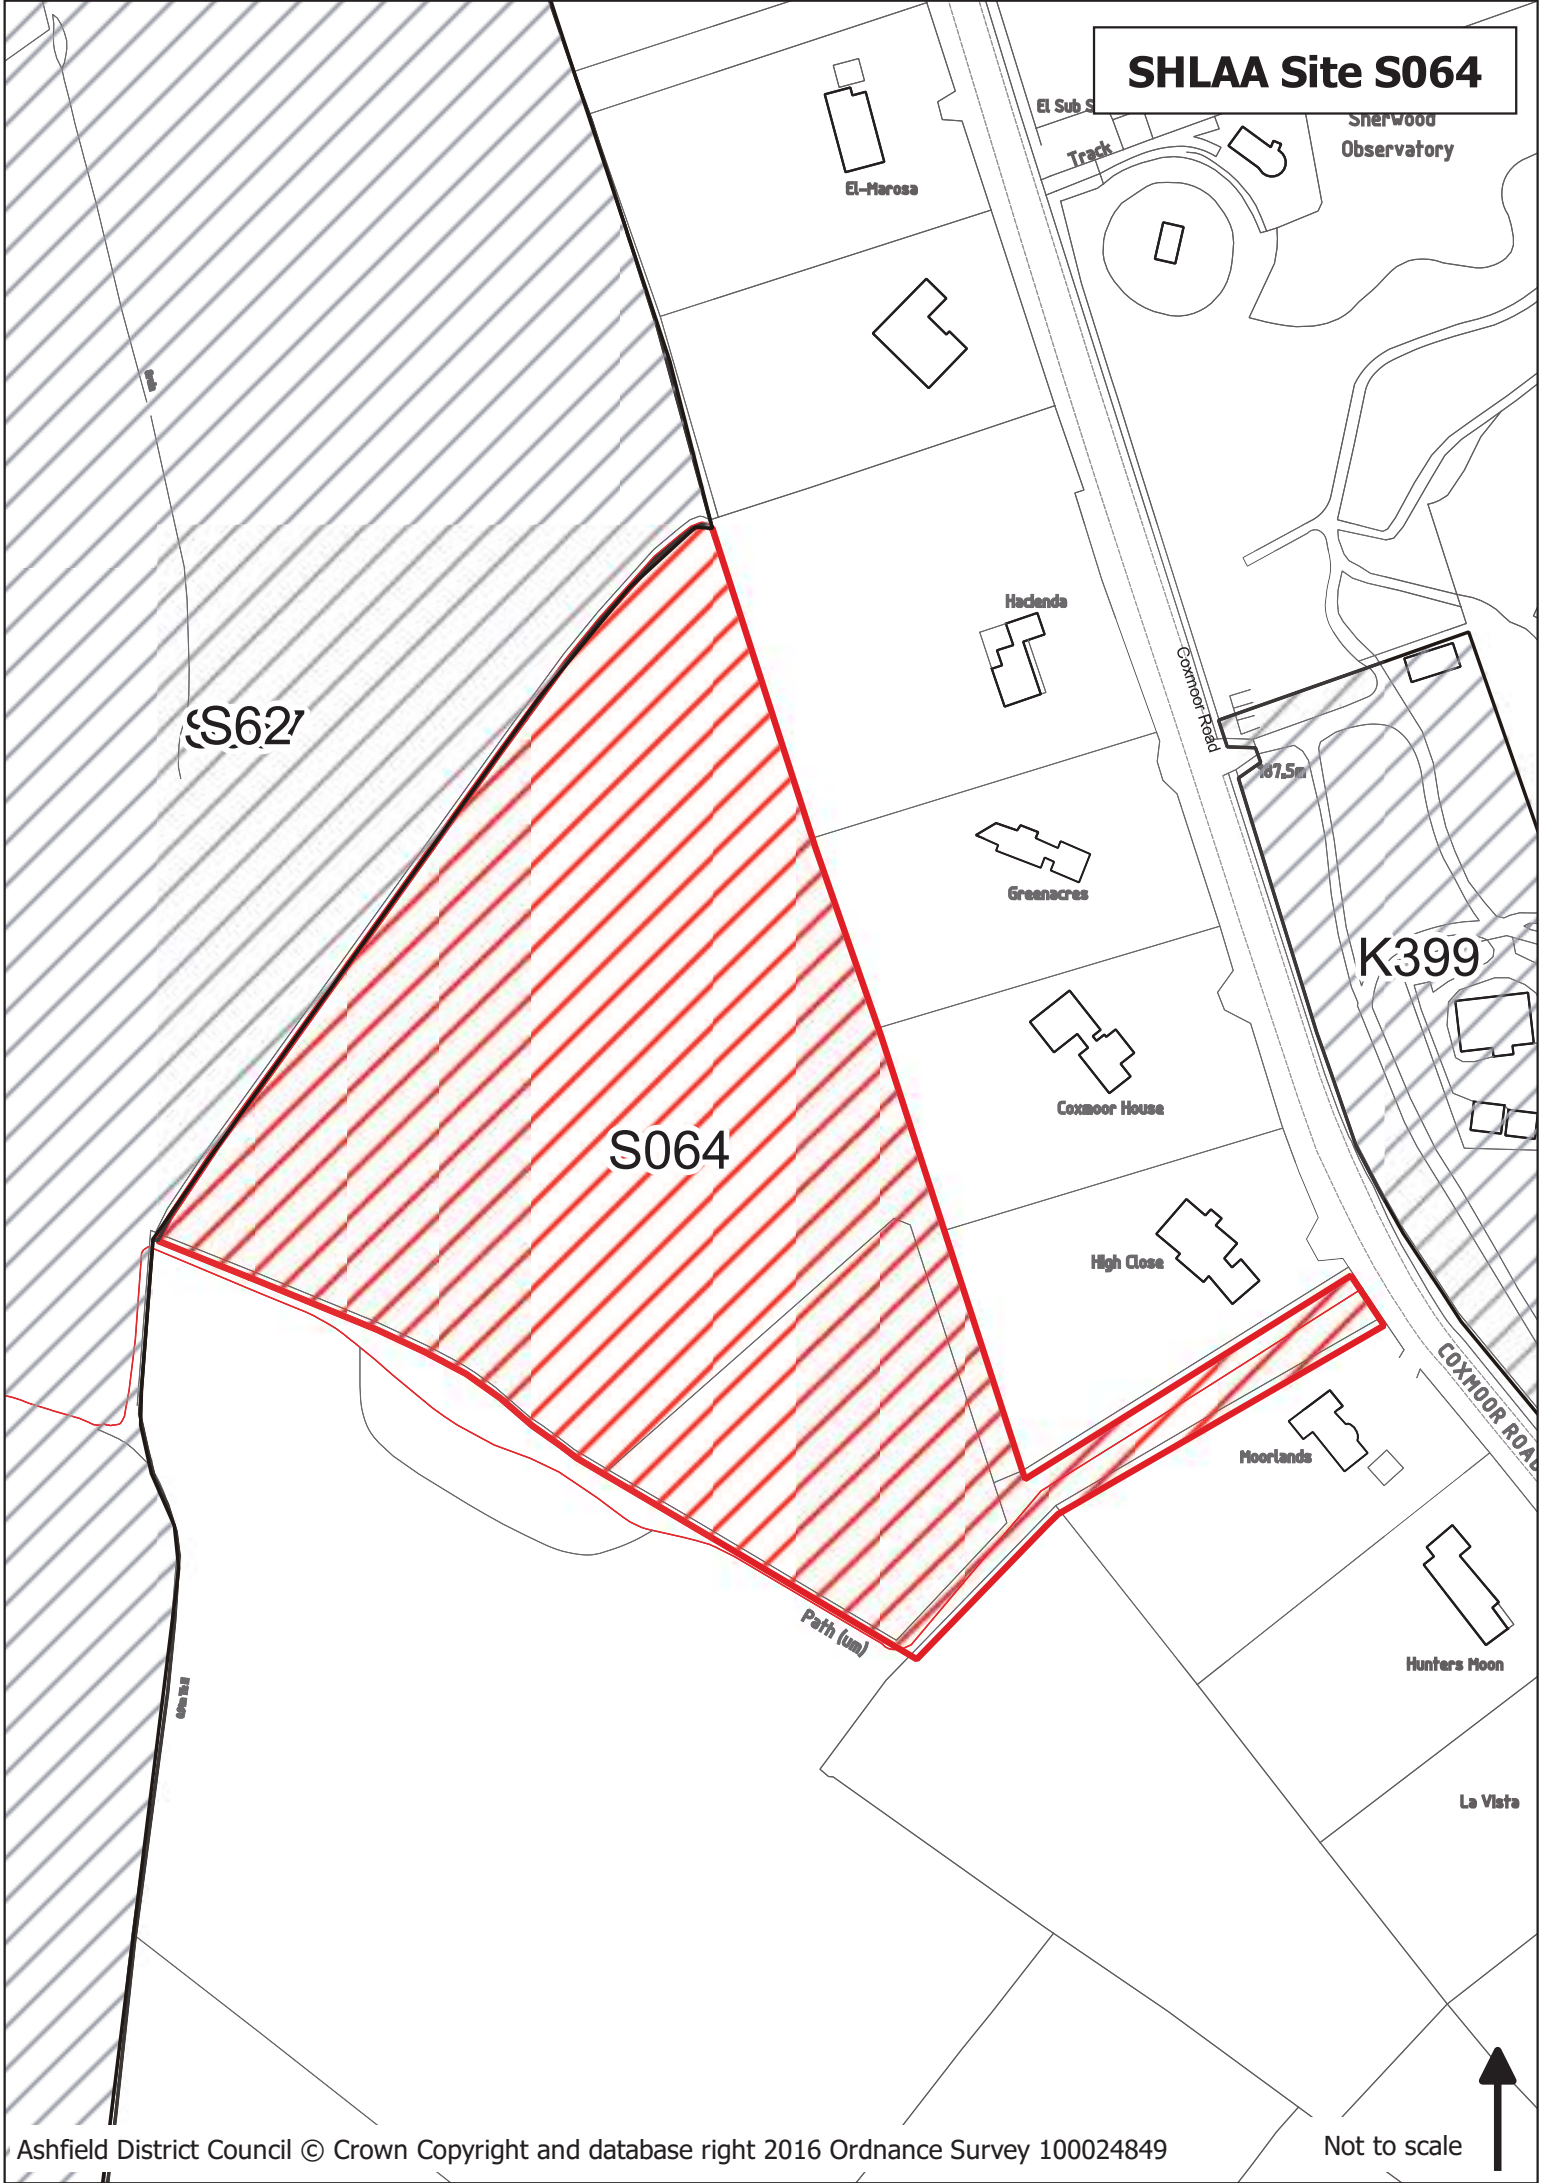 SHLAA Site S064
El Sub S
Sherwood
Observatory
Track
El-Marosa
Hacienda
Coxmoor Road
S62
187.5m
Greenacres
K399
Coxmoor House
S064
High Close
COXMOOR ROAD
Moorlands
Path (um)
Hunters Moon
La Vista
Ashfield District Council © Crown Copyright and database right 2016 Ordnance Survey 100024849
Not to scale